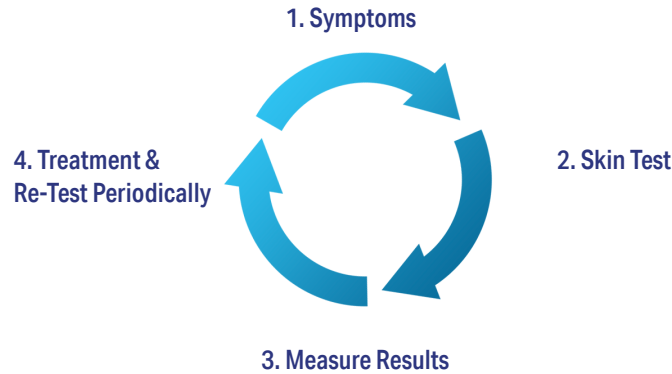 1. Symptoms
2. Skin Test
3. Measure Results
4. Treatment &
Re-Test Periodically